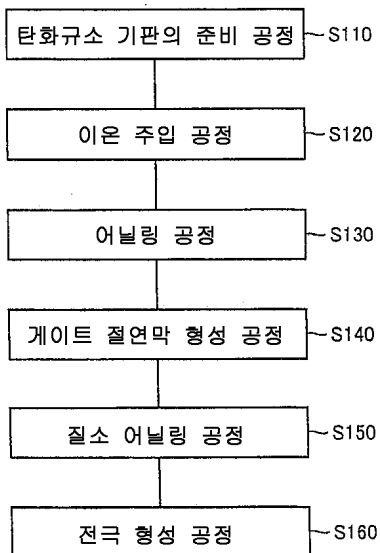 탄화규소 기판의 준비 공정 S110
이온 주입 공정 S120
어닐링 공정 S130
게이트 절연막 형성 공정 S140
질소 어닐링 공정 S150
전극 형성 공정 S160